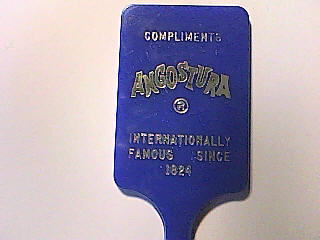 COMPLIMENTS
ANGOSTURA
®
INTERNATIONALLY
FAMOUS SINCE
1824